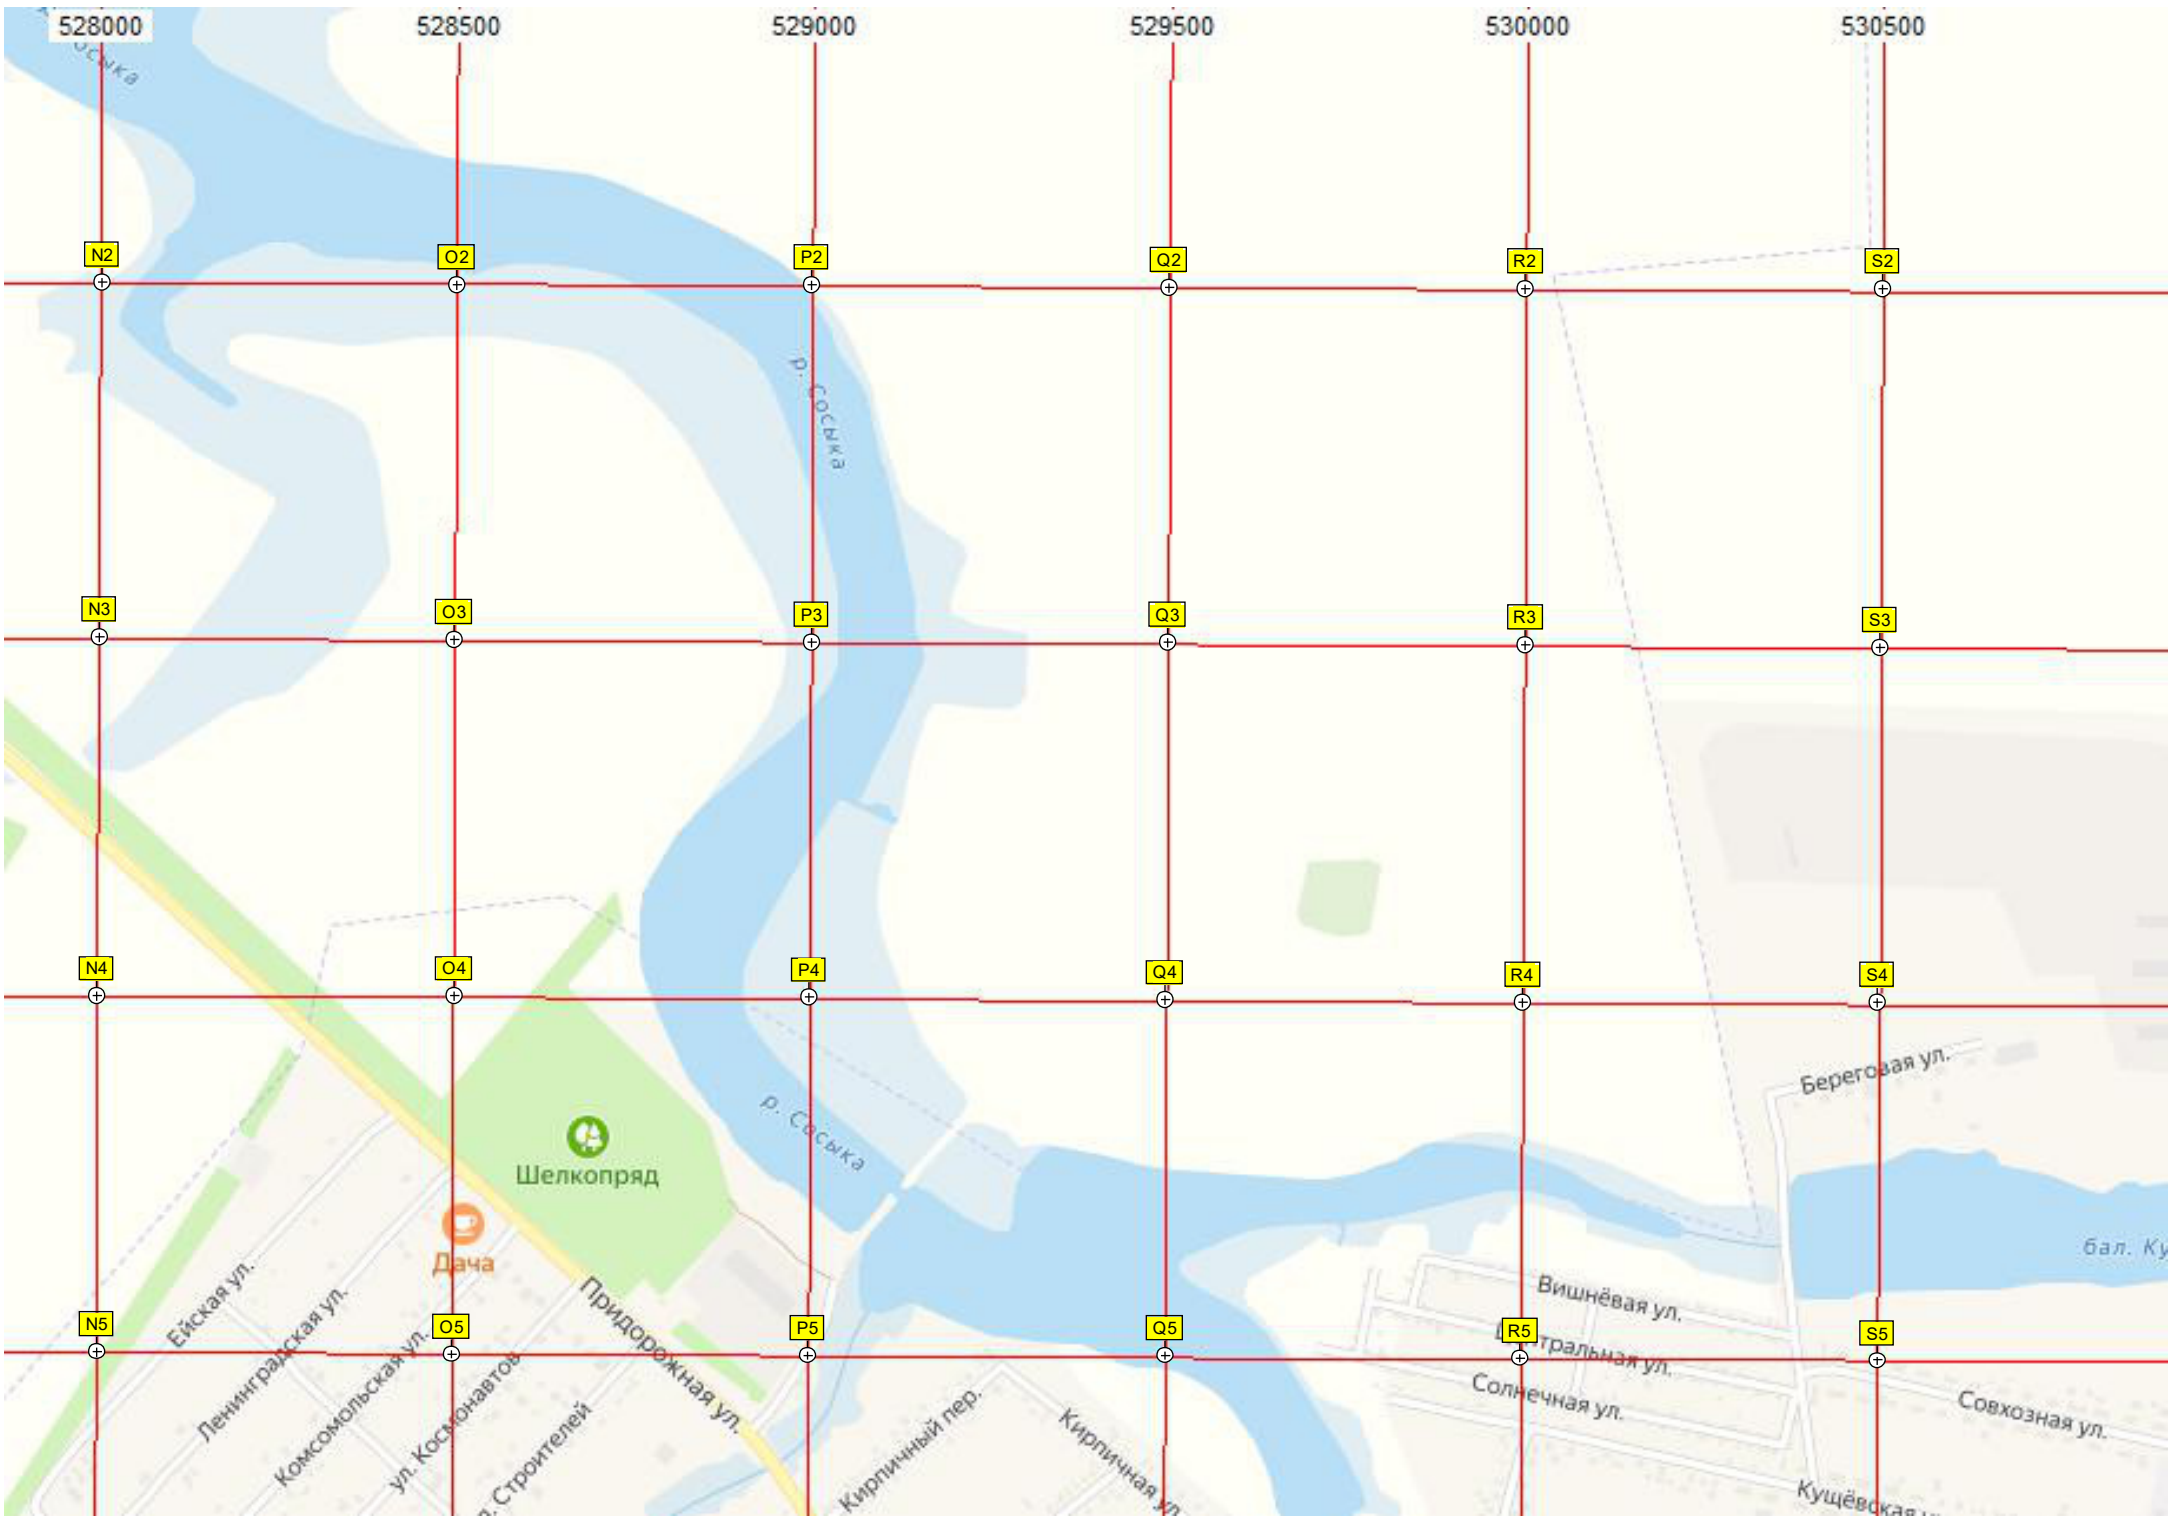 528000 528500 529000 529500 530000 530500
N2 O2 P2 Q2 R2 S2
р. Сосыка
N3 O3 P3 Q3 R3 S3
N4 O4 P4 Q4 R4 S4
Береговая ул.
р. Сосыка
Шелкопряд
Дача
бал. Ку
Ейская ул.
Придорожная ул.
Вишнёвая ул.
N5 O5 P5 Q5 R5 S5
Ленинградская ул.
Комсомольская ул.
ул. Космонавтов
Строителей
Кирпичный пер.
Кирпичная ул.
Солнечная ул.
Совхозная ул.
Кущёвская